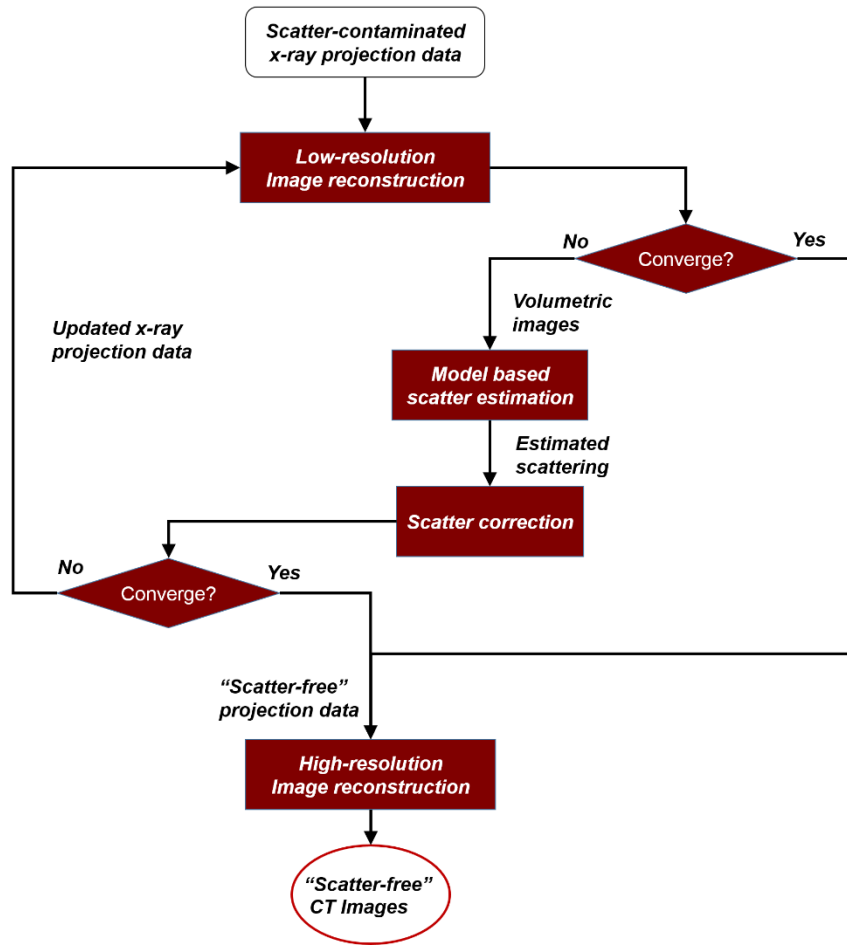 Scatter-contaminated
x-ray projection data
Low-resolution
Image reconstruction
No
Converge?
Yes
Volumetric
images
Updated x-ray
projection data
Model based
scatter estimation
Estimated
scattering
Scatter correction
No
Converge?
Yes
“Scatter-free”
projection data
High-resolution
Image reconstruction
“Scatter-free”
CT Images